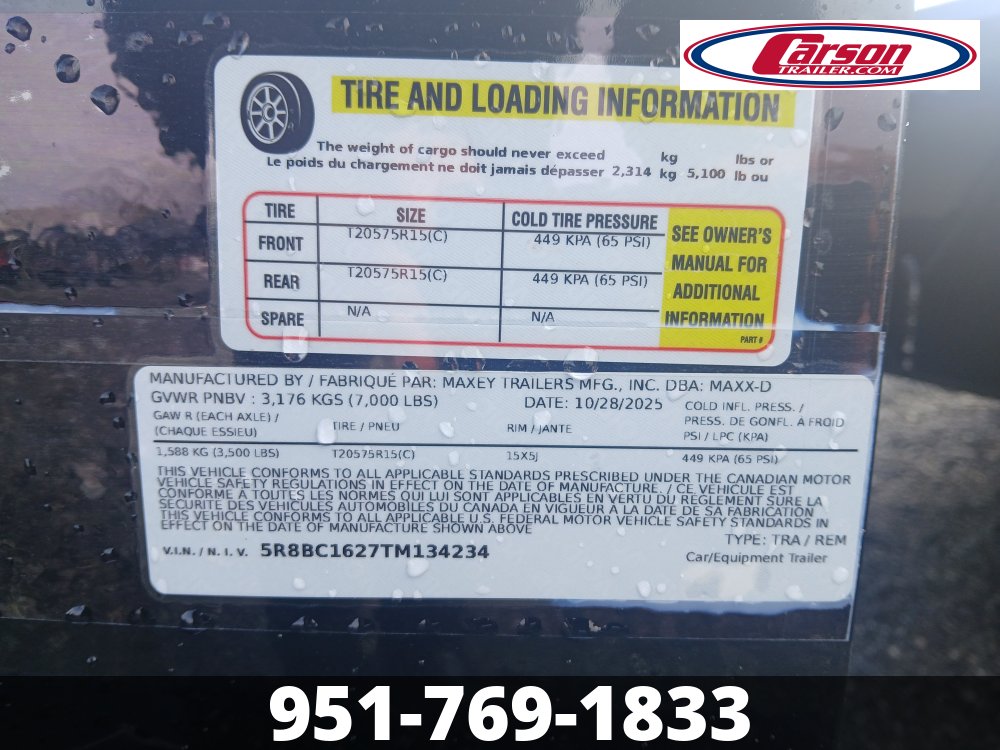 Carson
TRAILER.COM
TIRE AND LOADING INFORMATION
The weight of cargo should never exceed kg lbs or
Le poids du chargement ne doit jamais dépasser 2,314 kg 5,100 lb ou
TIRE SIZE COLD TIRE PRESSURE
FRONT T20575R15(C) 449 KPA (65 PSI)
REAR T20575R15(C) 449 KPA (65 PSI)
SPARE N/A N/A
SEE OWNER'S
MANUAL FOR
ADDITIONAL
INFORMATION
PART #
MANUFACTURED BY / FABRIQUÉ PAR: MAXEY TRAILERS MFG., INC. DBA: MAXX-D
GVWR PNBV : 3,176 KGS (7,000 LBS) DATE: 10/28/2025
GAW R (EACH AXLE) /
(CHAQUE ESSIEU) TIRE / PNEU RIM / JANTE
COLD INFL. PRESS. /
PRESS. DE GONFL. A FROID
PSI / LPC (KPA)
1,588 KG (3,500 LBS) T20575R15(C) 15X5J 449 KPA (65 PSI)
THIS VEHICLE CONFORMS TO ALL APPLICABLE STANDARDS PRESCRIBED UNDER THE CANADIAN MOTOR
VEHICLE SAFETY REGULATIONS IN EFFECT ON THE DATE OF MANUFACTURE. / CE VEHICULE EST
CONFORME A TOUTES LES NORMES QUI LUI SONT APPLICABLES EN VERTU DU REGLEMENT SURE LA
SECURITE DES VEHICULES AUTOMOBILES DU CANADA EN VIGUEUR A LA DATE DE SA FABRICATION
THIS VEHICLE CONFORMS TO ALL APPLICABLE U.S. FEDERAL MOTOR VEHICLE SAFETY STANDARDS IN
EFFECT ON THE DATE OF MANUFACTURE SHOWN ABOVE
V.I.N. / N. I. V. 5R8BC1627TM134234
TYPE: TRA / REM
Car/Equipment Trailer
951-769-1833